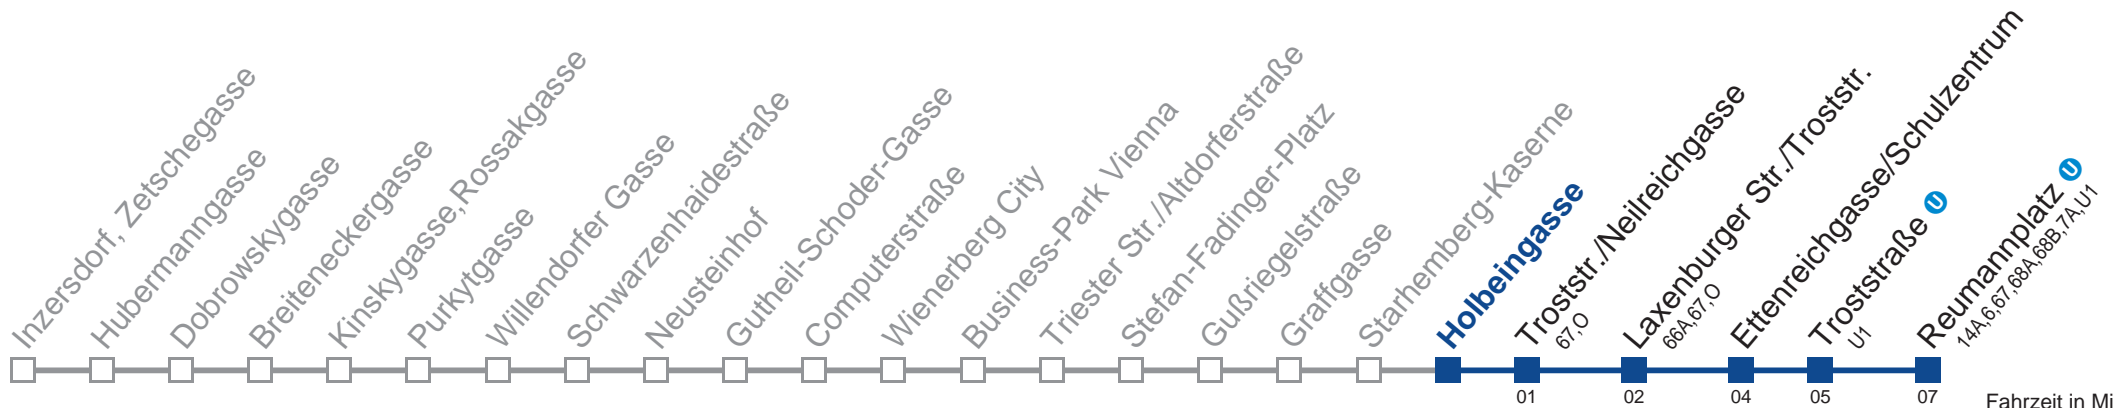 Inzersdorf, Zetschegasse
Hubermanngasse
Dobrowskygasse
Breiteneckergasse
Kinskygasse,Rossakgasse
Purkytgasse
Willendorfer Gasse
Schwarzenhaidestraße
Neusteinhof
Gutheil-Schoder-Gasse
Computerstraße
Wienerberg City
Business-Park Vienna
Triester Str./Altdorferstraße
Stefan-Fadinger-Platz
Gußriegelstraße
Graffgasse
Starhemberg-Kaserne
Holbeingasse
Troststr./Neilreichgasse
67,O
Laxenburger Str./Troststr.
66A,67,O
Ettenreichgasse/Schulzentrum
Troststraße U
U1
Reumannplatz U
14A,6,67,68A,68B,7A,U1
01 02 04 05 07
Fahrzeit in Mi